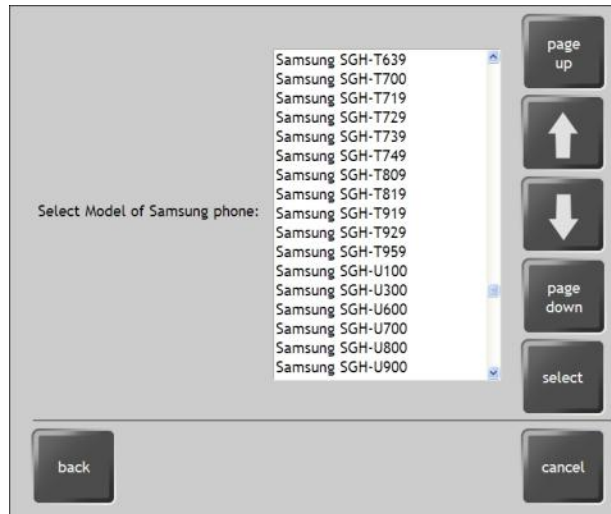 Select Model of Samsung phone:
Samsung SGH-T639
Samsung SGH-T700
Samsung SGH-T719
Samsung SGH-T729
Samsung SGH-T739
Samsung SGH-T749
Samsung SGH-T809
Samsung SGH-T819
Samsung SGH-T919
Samsung SGH-T929
Samsung SGH-T959
Samsung SGH-U100
Samsung SGH-U300
Samsung SGH-U600
Samsung SGH-U700
Samsung SGH-U800
Samsung SGH-U900
page
up
page
down
select
back
cancel